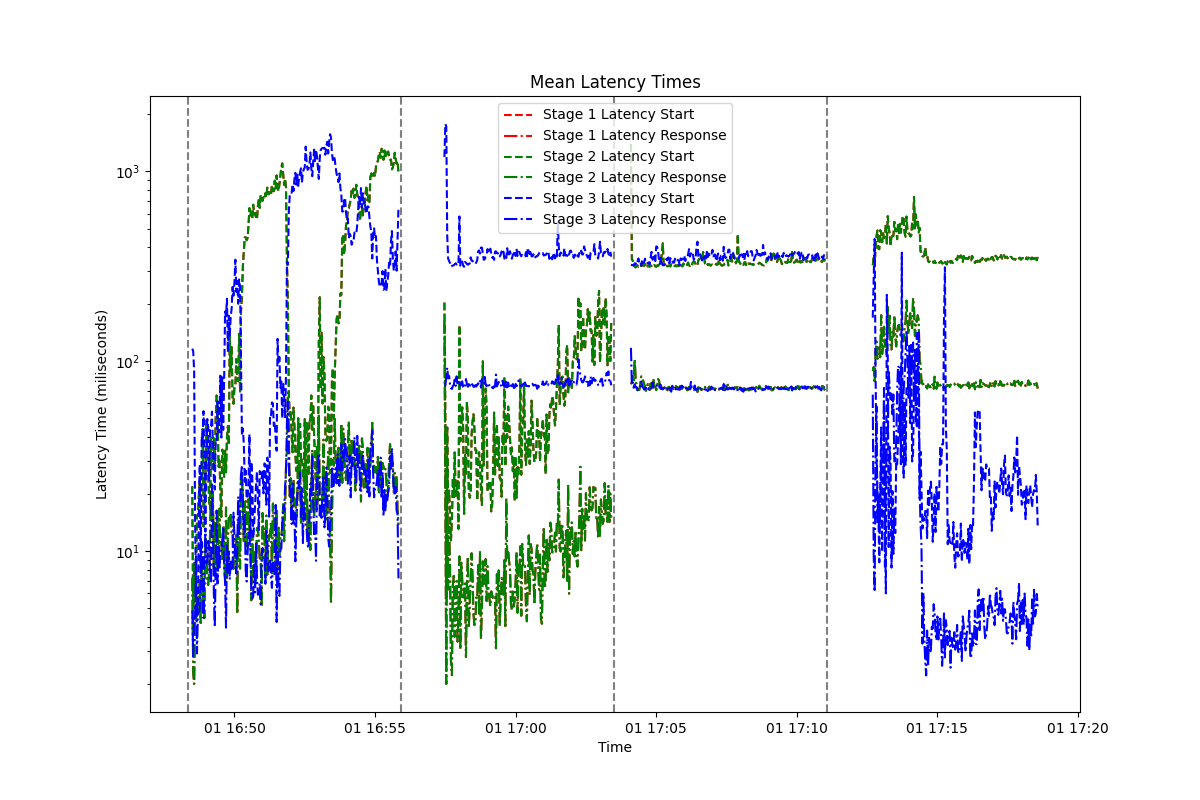 Mean Latency Times
Stage 1 Latency Start
Stage 1 Latency Response
Stage 2 Latency Start
Stage 2 Latency Response
Stage 3 Latency Start
Stage 3 Latency Response
Latency Time (miliseconds)
10³
10²
10¹
01 16:50 01 16:55 01 17:00 01 17:05 01 17:10 01 17:15 01 17:20
Time